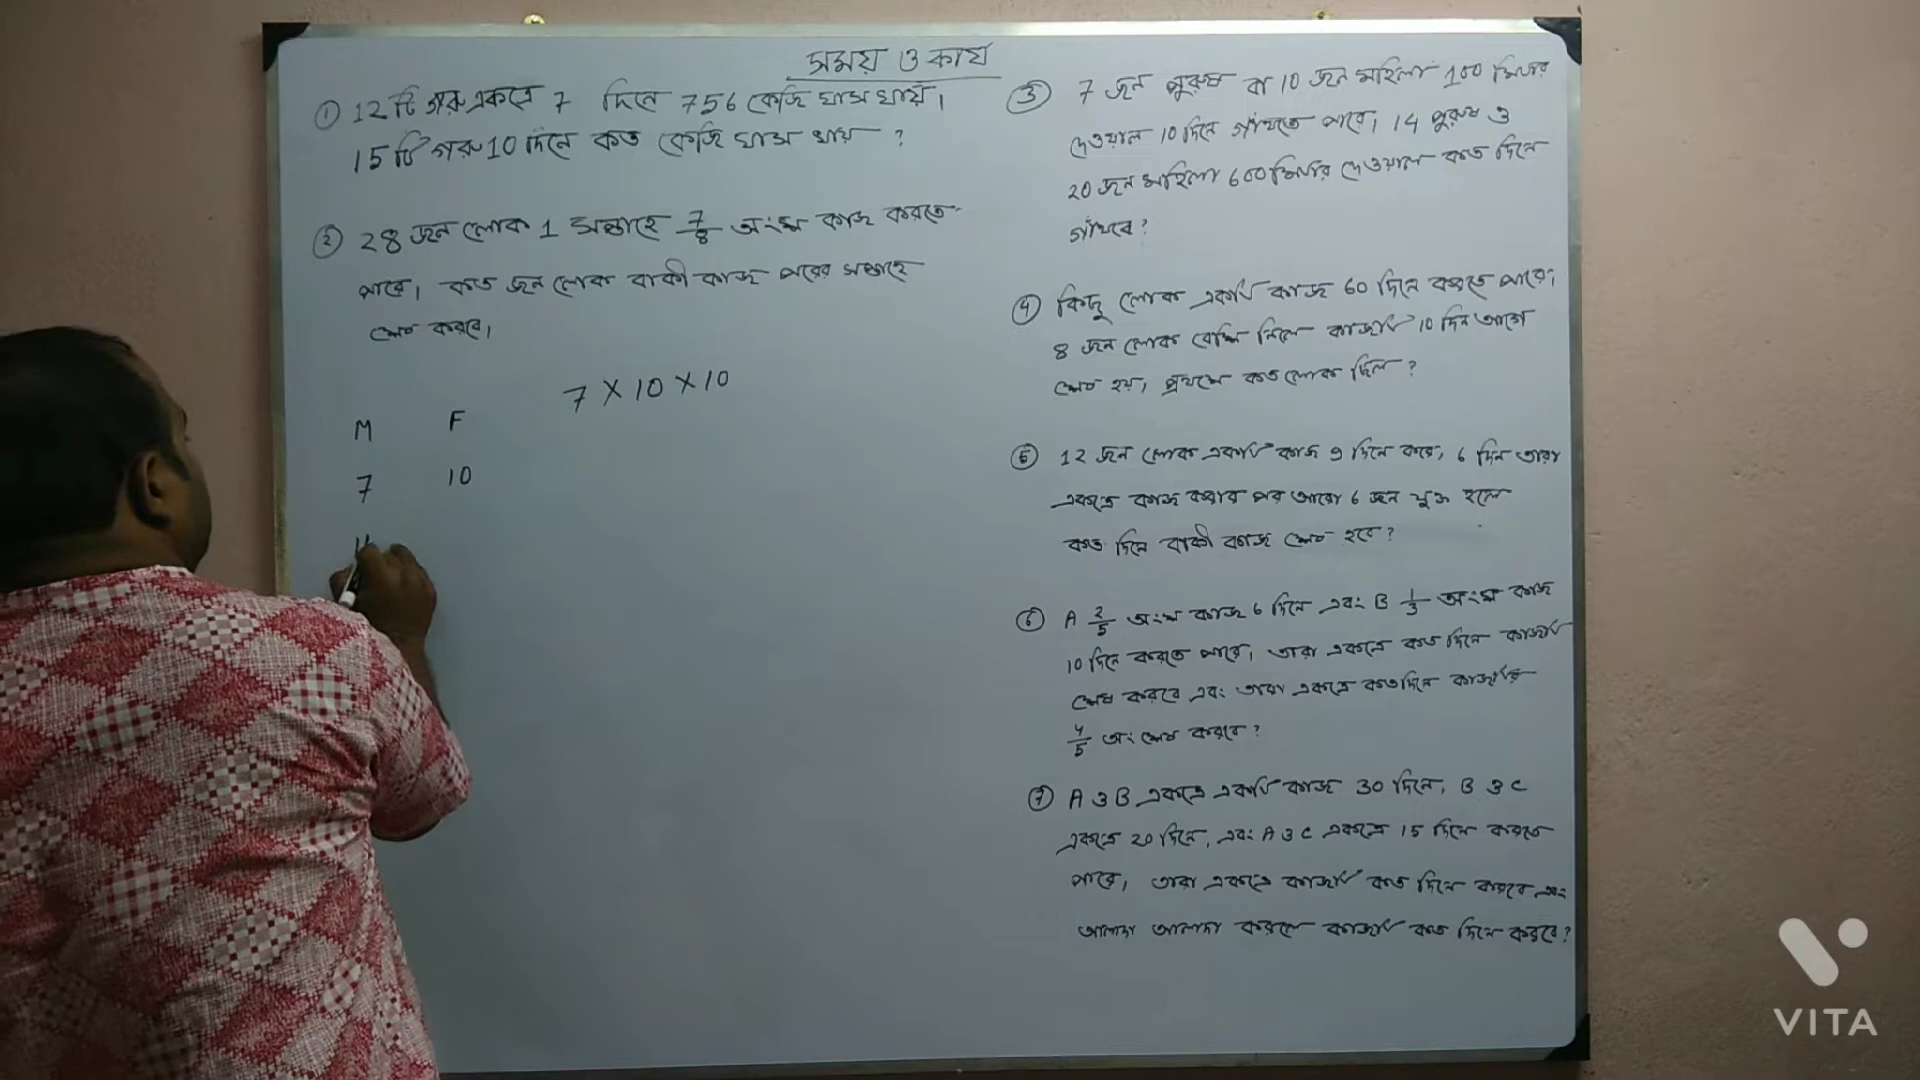 সময় ও কার্য
① 12 টি গরু একত্রে 7 দিনে 756 কেজি ঘাস খায়।
15 টি গরু 10 দিনে কত কেজি ঘাস খায় ?
② 28 জন লোক 1 সপ্তাহে 7/8 অংশ কাজ করতে
পারে। কত জন লোক বাকী কাজ পরের সপ্তাহে
শেষ করবে।
7 × 10 × 10
M F
7 10
③ 7 জন পুরুষ বা 10 জন মহিলা 100 মিটার
দেওয়াল 10 দিনে গাঁথতে পারে। 14 পুরুষ ও
20 জন মহিলা 600 মিটার দেওয়াল কত দিনে
গাঁথবে?
④ কিছু লোক একটি কাজ 60 দিনে করতে পারে।
8 জন লোক বেশি নিলে কাজটি 10 দিন আগে
শেষ হয়। প্রথমে কত লোক ছিল ?
⑤ 12 জন লোক একটি কাজ 9 দিনে করে, 6 দিন তারা
একত্রে কাজ করার পর আরো 6 জন যুক্ত হলে
কত দিনে বাকী কাজ শেষ হবে?
⑥ A 2/5 অংশ কাজ 6 দিনে এবং B 1/3 অংশ কাজ
10 দিনে করতে পারে। তারা একত্রে কত দিনে কাজটি
শেষ করবে এবং তারা একত্রে কতদিনে কাজটির
4/5 অং শেষ করবে?
⑦ A ও B একত্রে একটি কাজ 30 দিনে, B ও C
একত্রে 20 দিনে, এবং A ও C একত্রে 15 দিনে করতে
পারে। তারা একত্রে কাজটি কত দিনে করবে এবং
আলাদা আলাদা করলে কাজটি কত দিনে করবে?
VITA